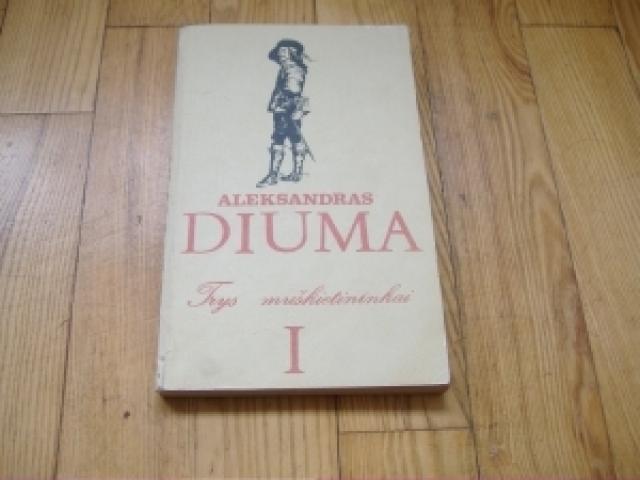 ALEKSANDRAS
DIUMA
Trys muškietininkai
I